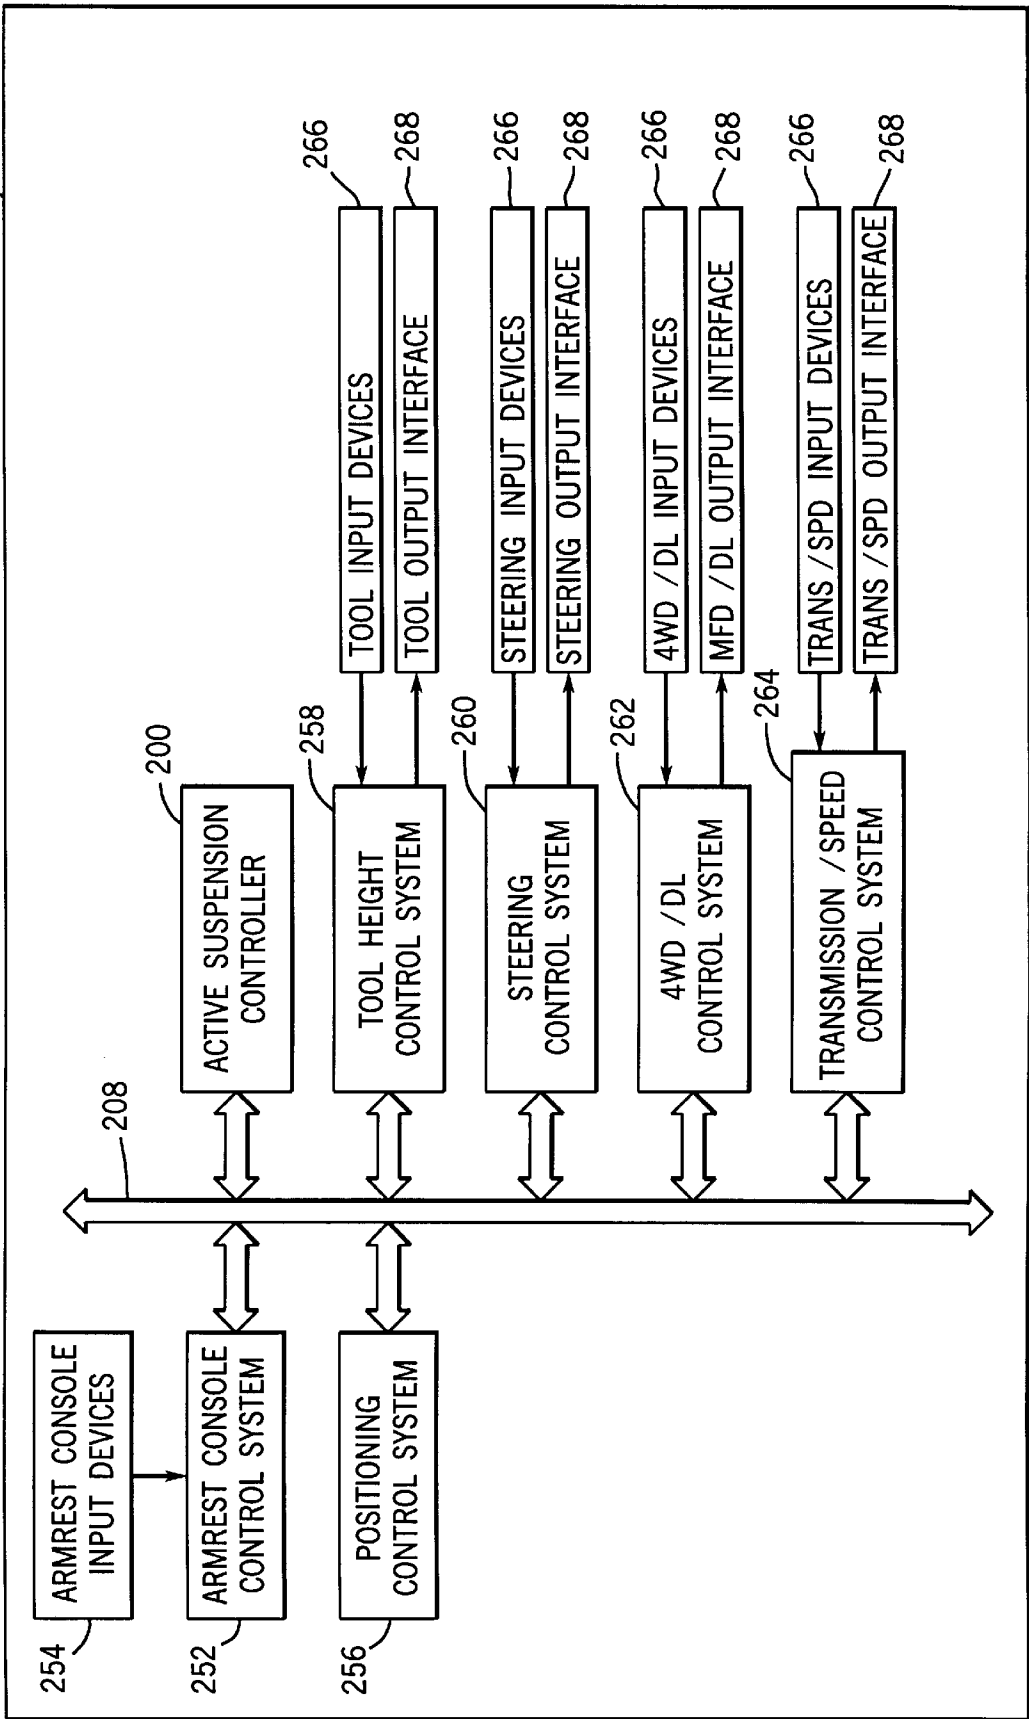 254
ARMREST CONSOLE
INPUT DEVICES
252
ARMREST CONSOLE
CONTROL SYSTEM
256
POSITIONING
CONTROL SYSTEM
208
200
ACTIVE SUSPENSION
CONTROLLER
258
TOOL HEIGHT
CONTROL SYSTEM
TOOL INPUT DEVICES
266
TOOL OUTPUT INTERFACE
268
260
STEERING
CONTROL SYSTEM
STEERING INPUT DEVICES
266
STEERING OUTPUT INTERFACE
268
262
4WD /DL
CONTROL SYSTEM
4WD /DL INPUT DEVICES
266
MFD /DL OUTPUT INTERFACE
268
264
TRANSMISSION /SPEED
CONTROL SYSTEM
TRANS /SPD INPUT DEVICES
266
TRANS /SPD OUTPUT INTERFACE
268